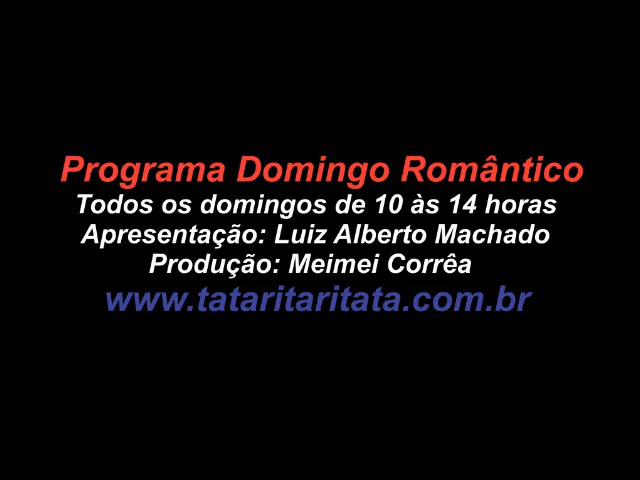 Programa Domingo Romântico
Todos os domingos de 10 às 14 horas
Apresentação: Luiz Alberto Machado
Produção: Meimei Corrêa
www.tataritaritata.com.br